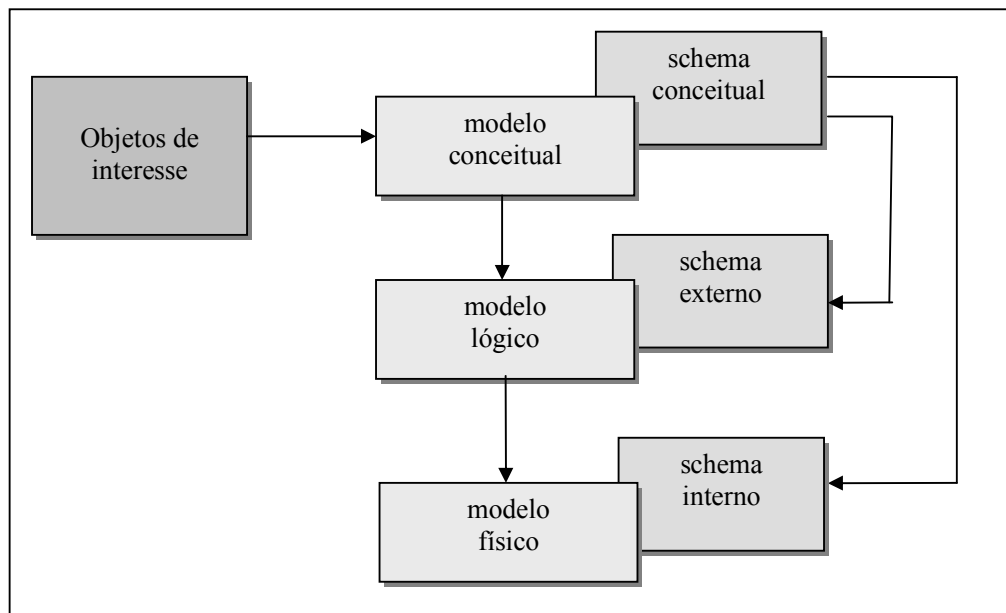 Objetos de
interesse
modelo
conceitual
schema
conceitual
modelo
lógico
schema
externo
modelo
físico
schema
interno